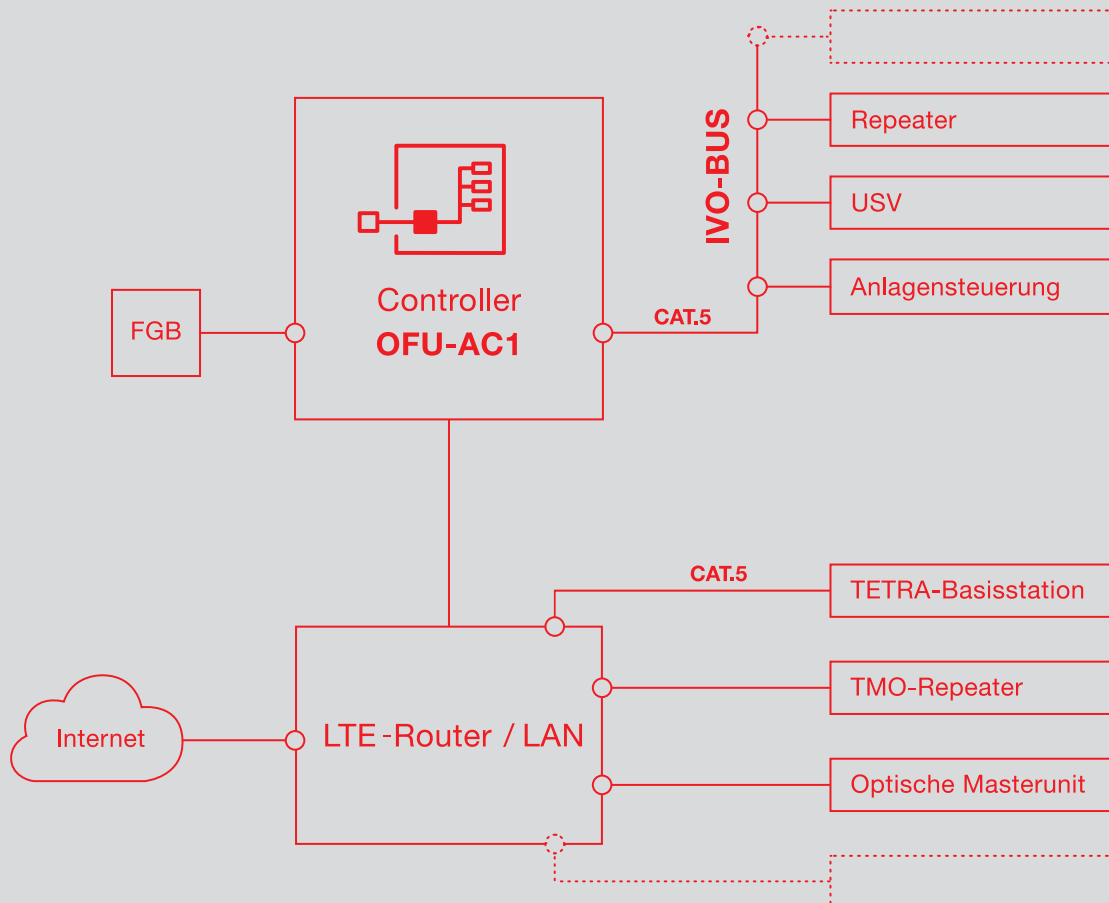 IVO-BUS
Repeater
USV
Anlagensteuerung
Controller
OFU-AC1
FGB
CAT.5
CAT.5
TETRA-Basisstation
TMO-Repeater
LTE-Router / LAN
Internet
Optische Masterunit